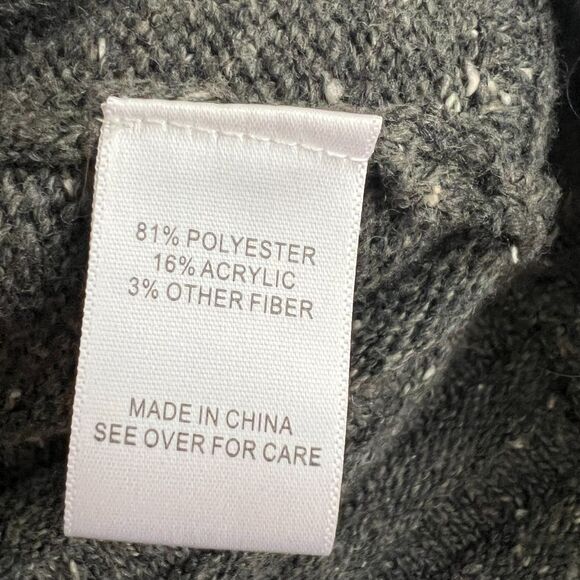 81% POLYESTER
16% ACRYLIC
3% OTHER FIBER
MADE IN CHINA
SEE OVER FOR CARE